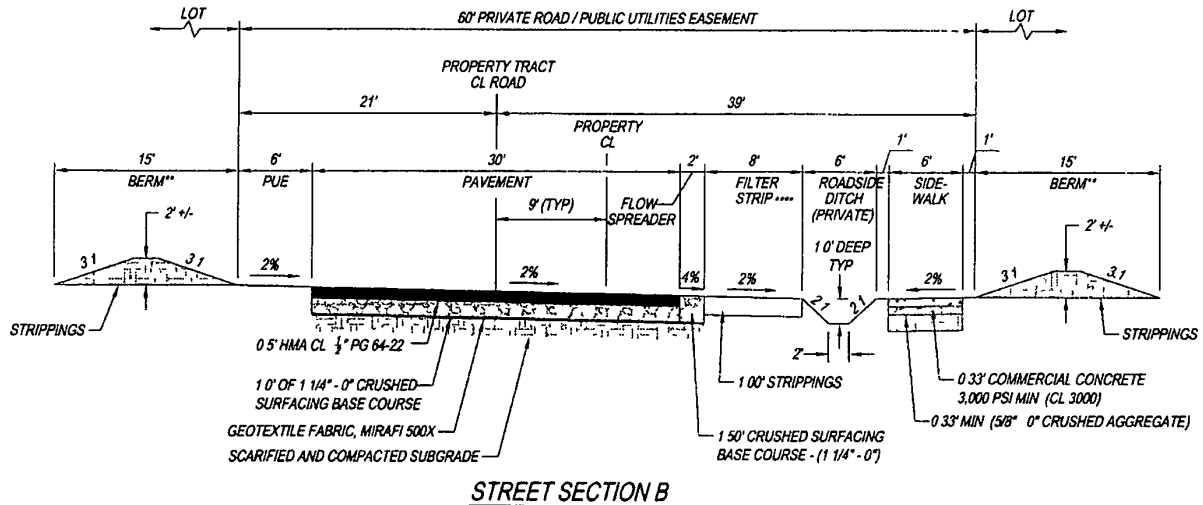 LOT
60' PRIVATE ROAD / PUBLIC UTILITIES EASEMENT
LOT
PROPERTY TRACT
CL ROAD
21'
39'
PROPERTY
CL
15'
BERM**
6'
PUE
30'
PAVEMENT
2'
8'
FILTER
STRIP ****
6'
ROADSIDE
DITCH
(PRIVATE)
1'
6'
SIDE-
WALK
1'
15'
BERM**
9' (TYP)
FLOW
SPREADER
2' +/-
1 0' DEEP
TYP
2' +/-
3 1
3.1
2%
2%
4%
2%
2 1
2 1
2%
3 1
3.1
STRIPPINGS
STRIPPINGS
0 5' HMA CL ½" PG 64-22
2'
1 0' OF 1 1/4" - 0" CRUSHED
SURFACING BASE COURSE
1 00' STRIPPINGS
0 33' COMMERCIAL CONCRETE
3,000 PSI MIN (CL 3000)
GEOTEXTILE FABRIC, MIRAFI 500X
0 33' MIN (5/8" 0" CRUSHED AGGREGATE)
SCARIFIED AND COMPACTED SUBGRADE
1 50' CRUSHED SURFACING
BASE COURSE - (1 1/4" - 0")
STREET SECTION B